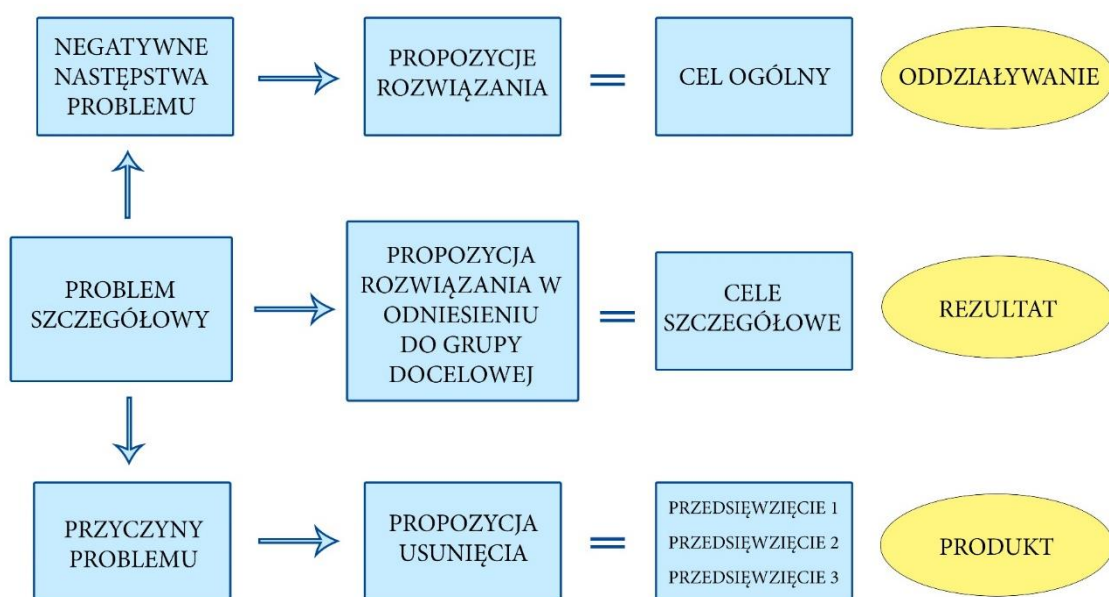 NEGATYWNE
NASTĘPSTWA
PROBLEMU
PROPOZYCJE
ROZWIĄZANIA
=
CEL OGÓLNY
ODDZIAŁYWANIE
PROBLEM
SZCZEGÓŁOWY
PROPOZYCJA
ROZWIĄZANIA W
ODNIESIENIU
DO GRUPY
DOCELOWEJ
=
CELE
SZCZEGÓŁOWE
REZULTAT
PRZYCZYNY
PROBLEMU
PROPOZYCJA
USUNIĘCIA
=
PRZEDSIĘWZIĘCIE 1
PRZEDSIĘWZIĘCIE 2
PRZEDSIĘWZIĘCIE 3
PRODUKT